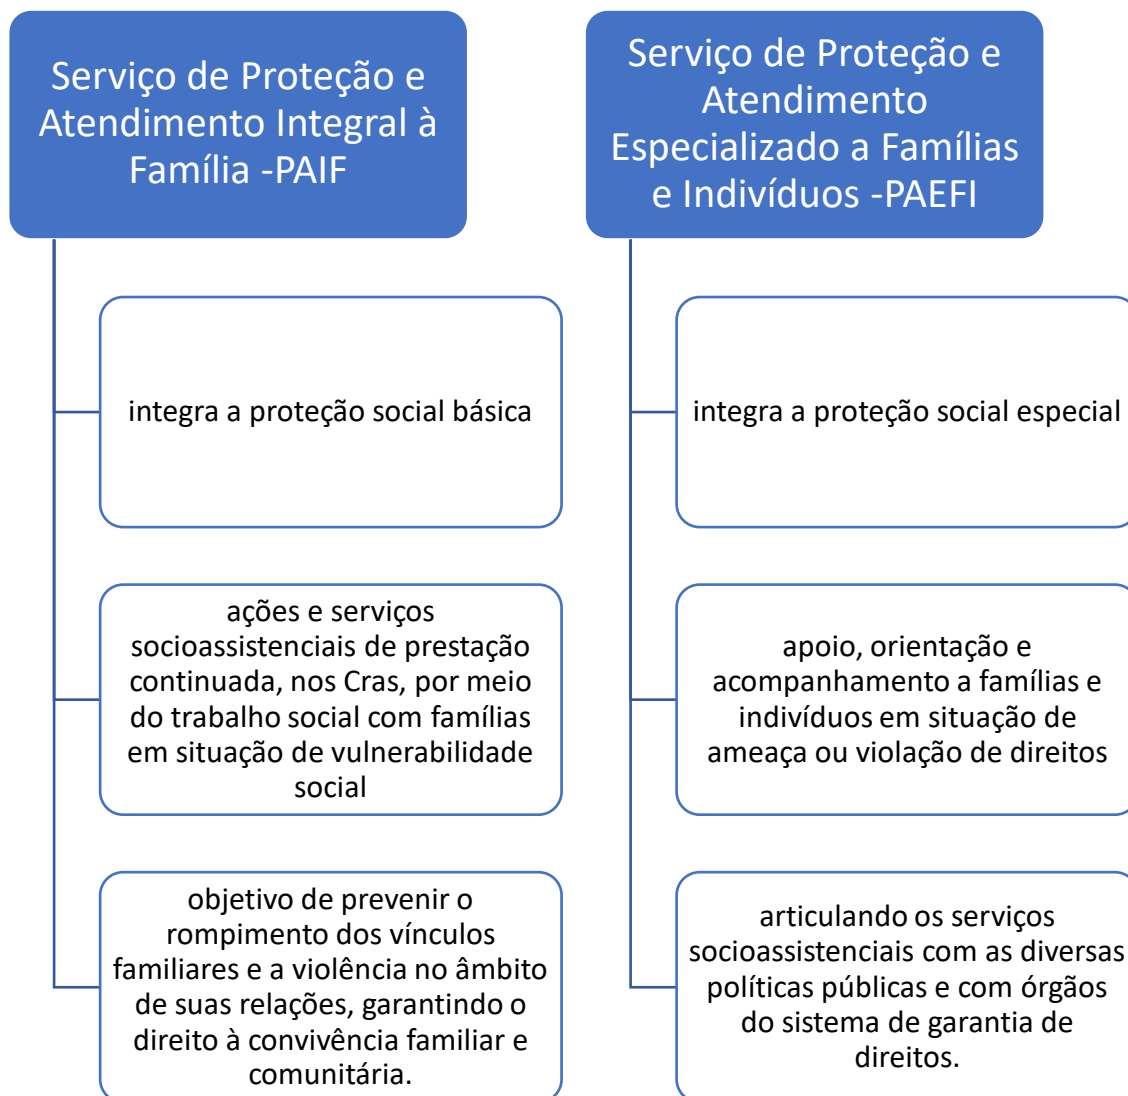 Serviço de Proteção e
Atendimento Integral à
Família -PAIF
integra a proteção social básica
ações e serviços
socioassistenciais de prestação
continuada, nos Cras, por meio
do trabalho social com famílias
em situação de vulnerabilidade
social
objetivo de prevenir o
rompimento dos vínculos
familiares e a violência no âmbito
de suas relações, garantindo o
direito à convivência familiar e
comunitária.
Serviço de Proteção e
Atendimento
Especializado a Famílias
e Indivíduos -PAEFI
integra a proteção social especial
apoio, orientação e
acompanhamento a famílias e
indivíduos em situação de
ameaça ou violação de direitos
articulando os serviços
socioassistenciais com as diversas
políticas públicas e com órgãos
do sistema de garantia de
direitos.